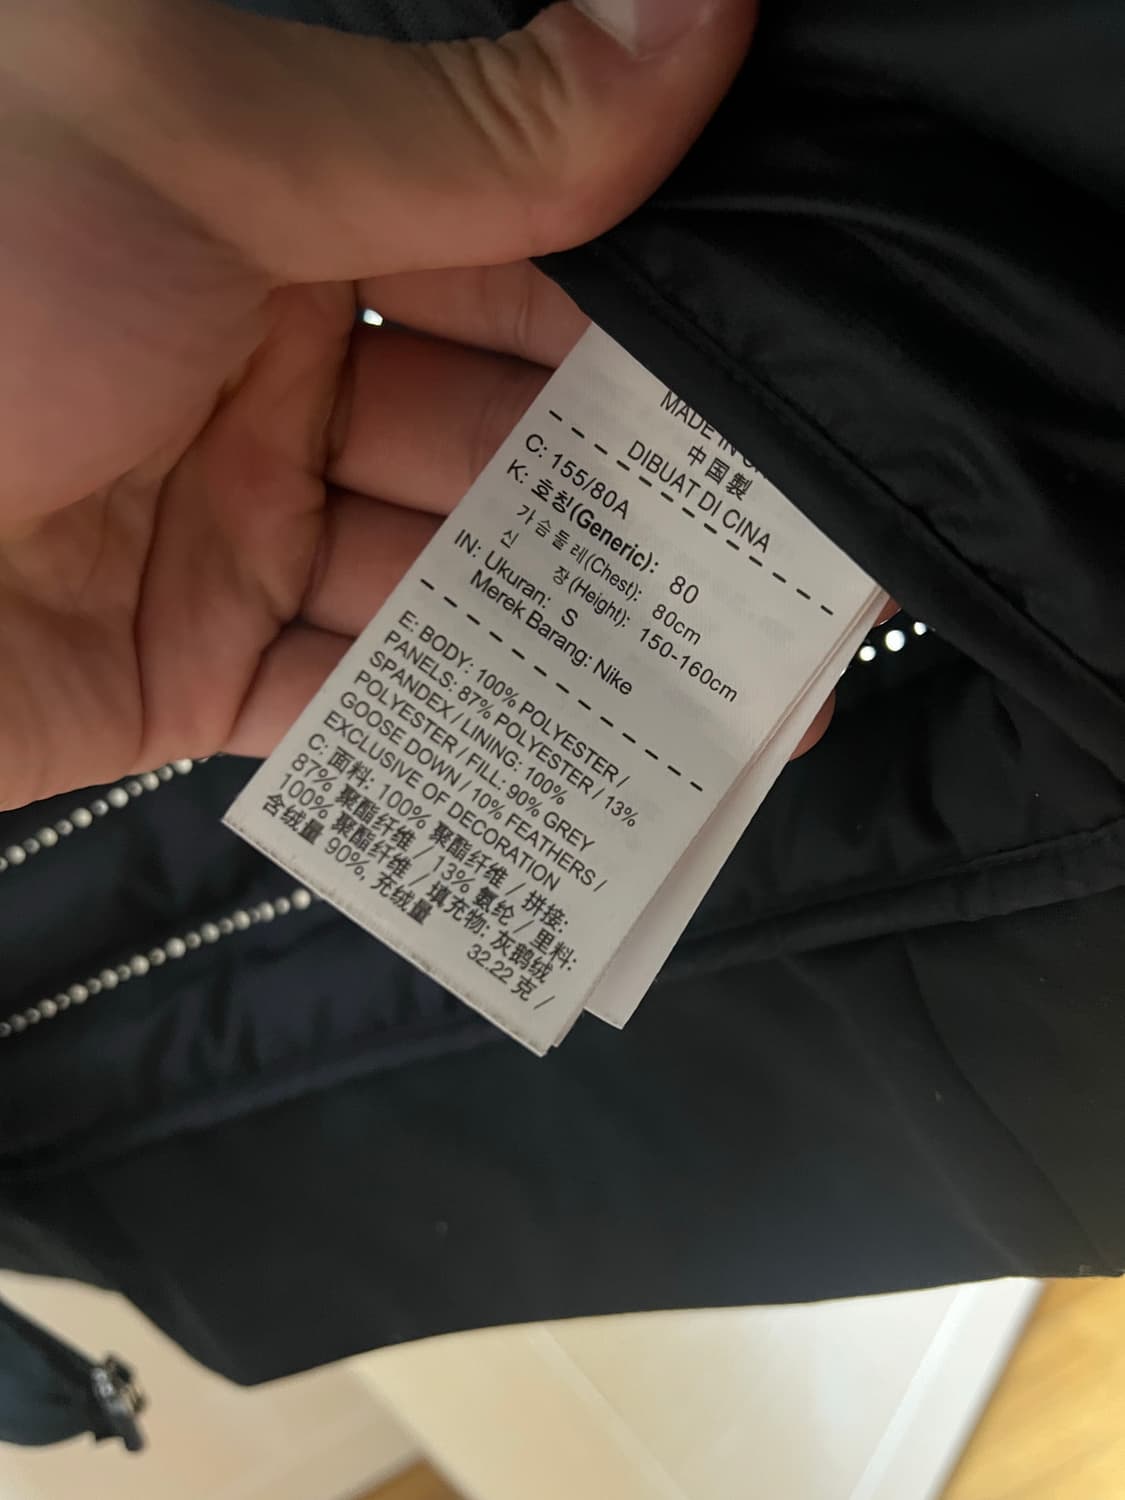 MADE IN
中国製
DIBUAT DI CINA
C: 155/80A
K: 호칭(Generic): 80
가슴둘레(Chest): 80cm
신 장(Height): 150-160cm
IN: Ukuran: S
Merek Barang: Nike
E: BODY: 100% POLYESTER /
PANELS: 87% POLYESTER / 13%
SPANDEX / LINING: 100%
POLYESTER / FILL: 90% GREY
GOOSE DOWN / 10% FEATHERS /
EXCLUSIVE OF DECORATION
C: 面料: 100% 聚酯纤维 / 拼接:
87% 聚酯纤维 / 13% 氨纶 / 里料:
100% 聚酯纤维 / 填充物: 灰鹅绒
含绒量 90%, 充绒量 32.22 克 /